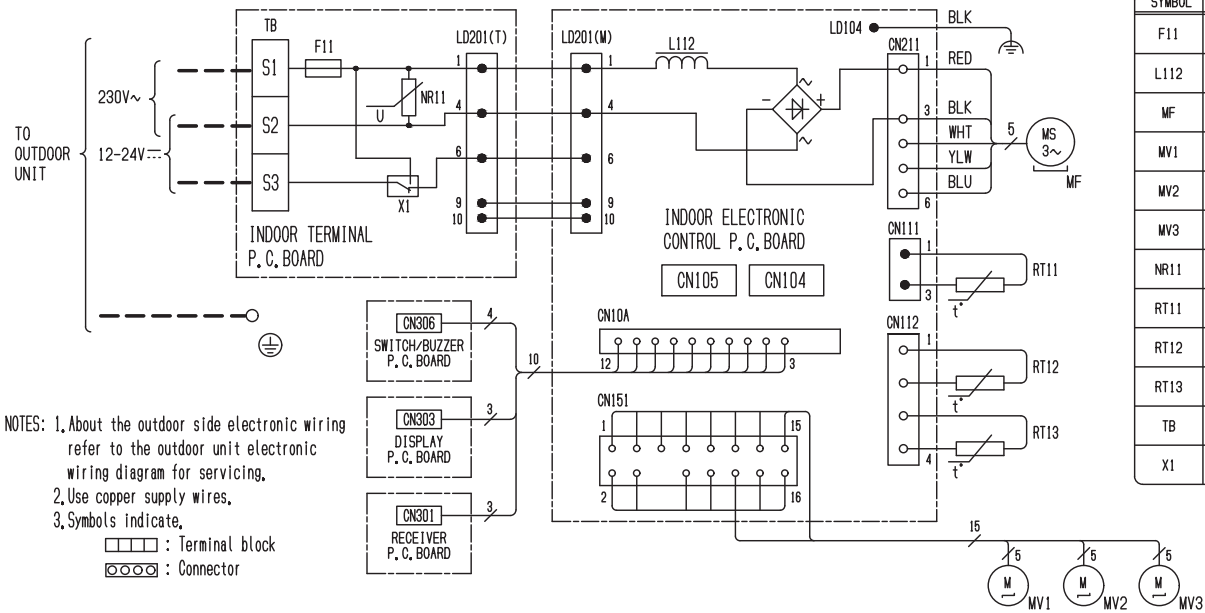 TO
OUTDOOR
UNIT
230V~
12-24V⎓
TB
S1
S2
S3
F11
NR11
U
X1
INDOOR TERMINAL
P.C.BOARD
LD201(T)
1
4
6
9
10
LD201(M)
1
4
6
9
10
L112
~
-
+
~
LD104
BLK
CN211
1
RED
3
BLK
WHT
YLW
BLU
6
5
MS
3~
MF
INDOOR ELECTRONIC
CONTROL P.C.BOARD
CN105
CN104
CN111
1
3
RT11
t°
CN112
1
4
RT12
t°
RT13
t°
CN10A
12
3
CN151
1
15
2
16
10
CN306
4
SWITCH/BUZZER
P.C.BOARD
CN303
3
DISPLAY
P.C.BOARD
CN301
3
RECEIVER
P.C.BOARD
15
5
5
5
M
MV1
M
MV2
M
MV3
NOTES: 1.About the outdoor side electronic wiring
refer to the outdoor unit electronic
wiring diagram for servicing.
2.Use copper supply wires.
3.Symbols indicate.
: Terminal block
: Connector
SYMBOL
F11
L112
MF
MV1
MV2
MV3
NR11
RT11
RT12
RT13
TB
X1